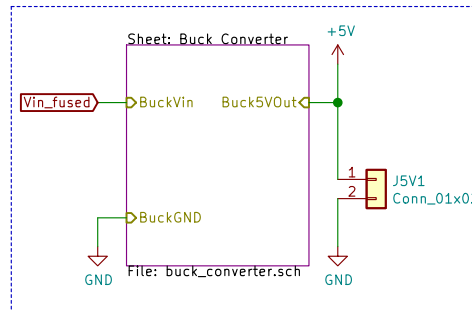 +5V
Sheet: Buck Converter
Vin_fused
BuckVin
Buck5VOut
1
2
J5V1
BuckGND
GND
GND
File: buck_converter.sch